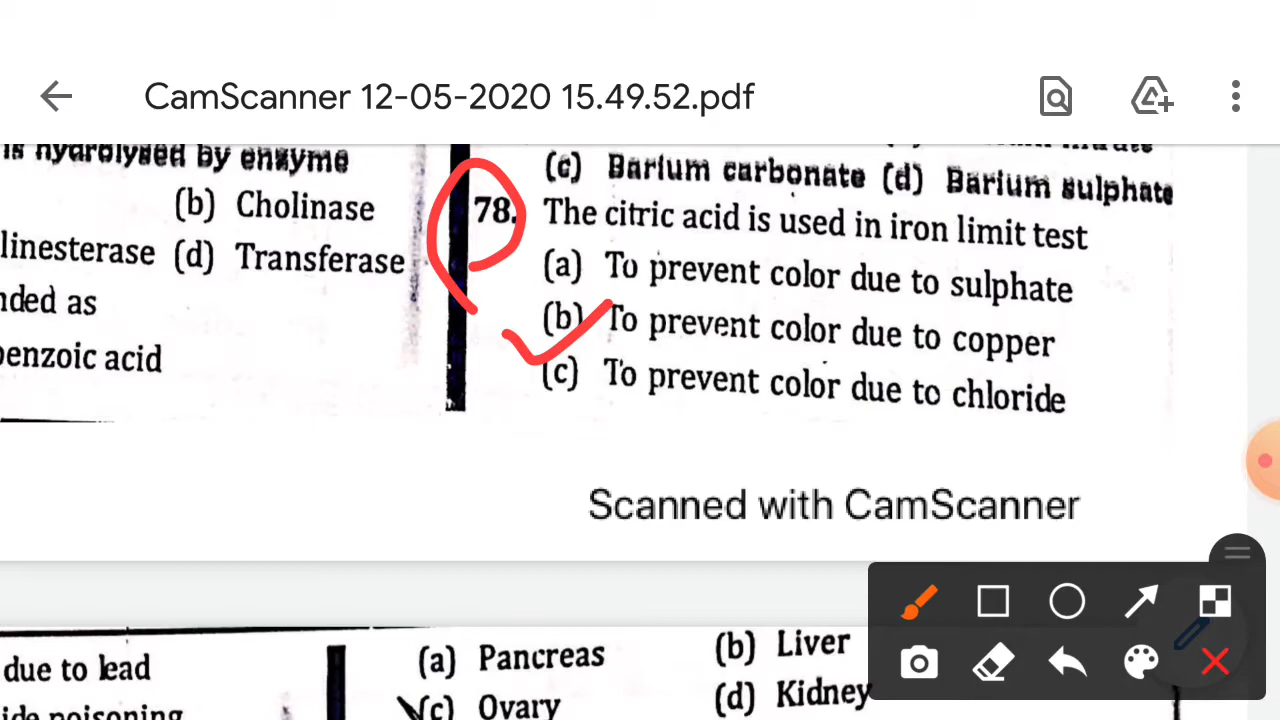 CamScanner 12-05-2020 15.49.52.pdf
is hydrolysed by enzyme
(b) Cholinase
linesterase (d) Transferase
nded as
benzoic acid
(c) Barium carbonate (d) Barium sulphate
78. The citric acid is used in iron limit test
(a) To prevent color due to sulphate
(b) To prevent color due to copper
(c) To prevent color due to chloride
Scanned with CamScanner
due to lead
ide poisoning
(a) Pancreas (b) Liver
(c) Ovary (d) Kidney